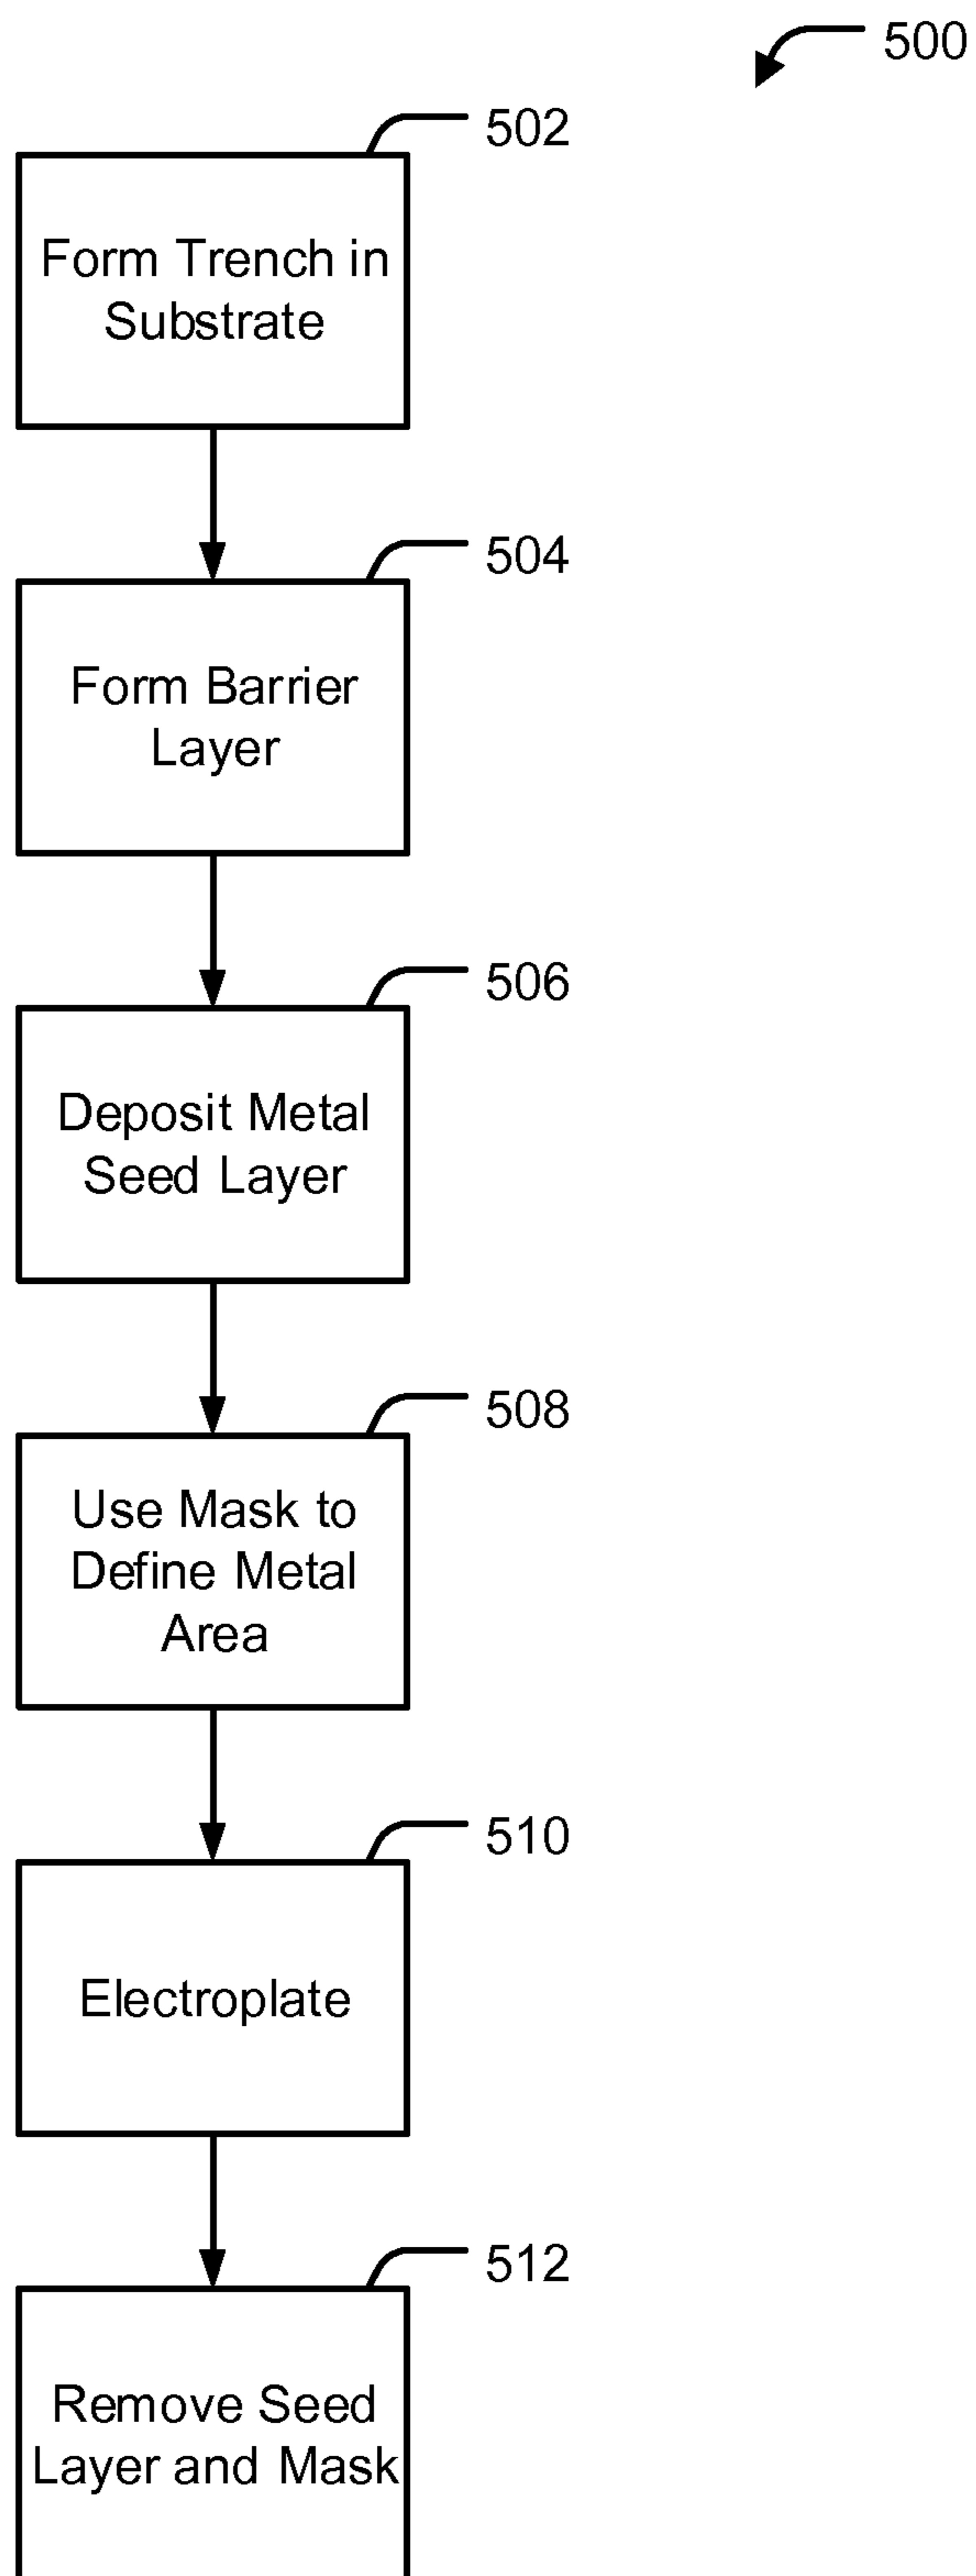 500
502
Form Trench in
Substrate
504
Form Barrier
Layer
506
Deposit Metal
Seed Layer
508
Use Mask to
Define Metal
Area
510
Electroplate
512
Remove Seed
Layer and Mask